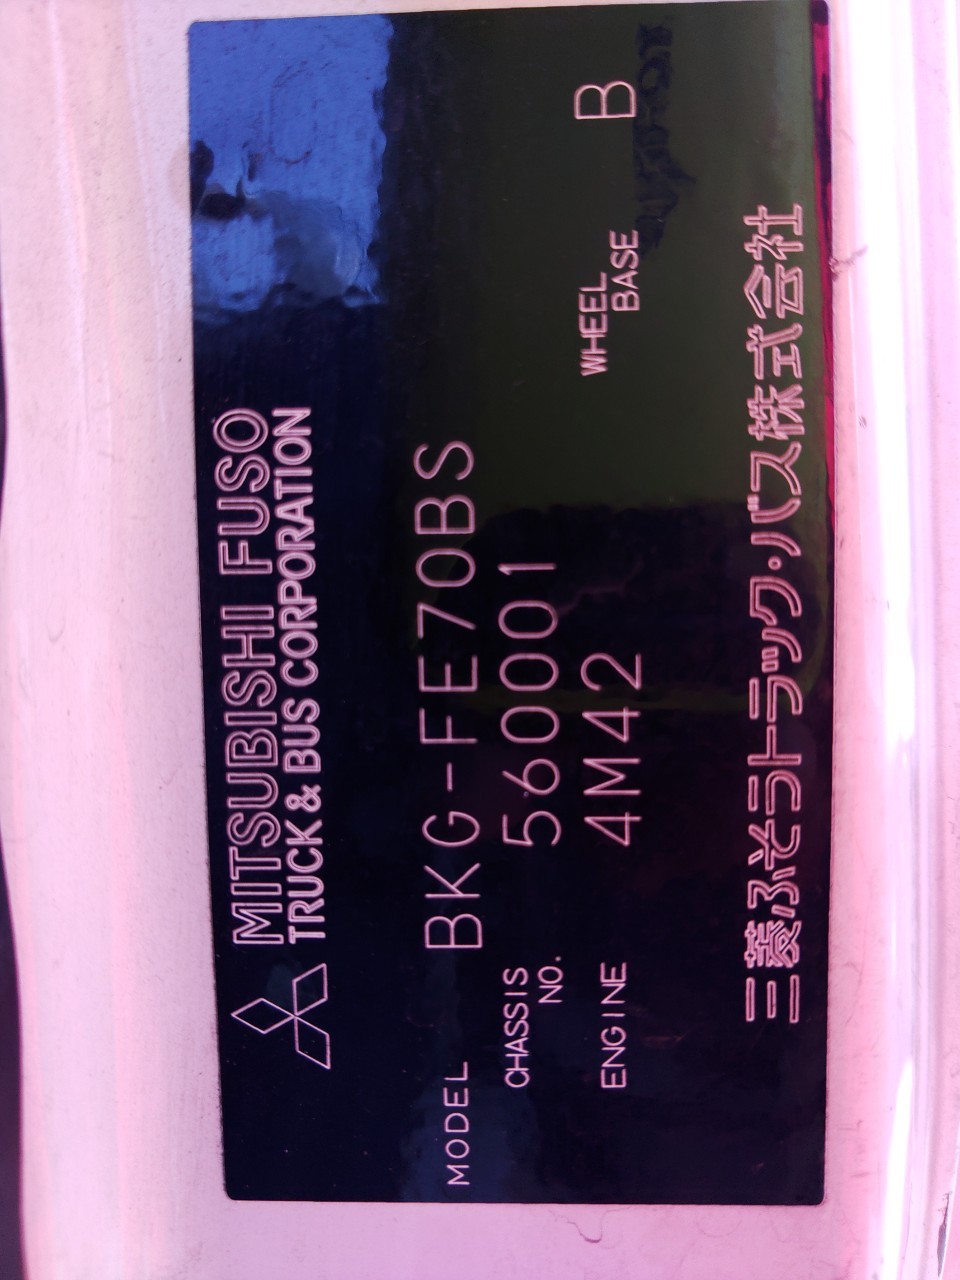 MITSUBISHI FUSO
TRUCK & BUS CORPORATION
MODEL BKG-FE70BS
CHASSIS NO. 560001
ENGINE 4M42 WHEEL BASE B
三菱ふそうトラック・バス株式会社